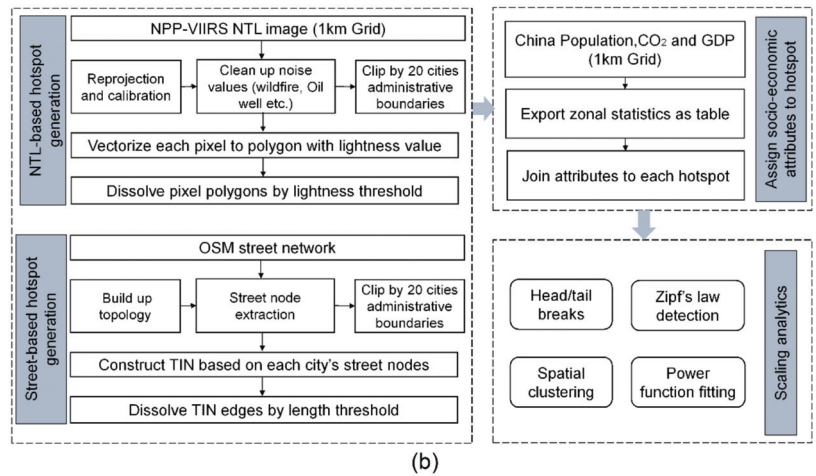 NTL-based hotspot
generation
NPP-VIIRS NTL image (1km Grid)
Reprojection
and calibration
Clean up noise
values (wildfire, Oil
well etc.)
Clip by 20 cities
administrative
boundaries
Vectorize each pixel to polygon with lightness value
Dissolve pixel polygons by lightness threshold
Street-based hotspot
generation
OSM street network
Build up
topology
Street node
extraction
Clip by 20 cities
administrative
boundaries
Construct TIN based on each city's street nodes
Dissolve TIN edges by length threshold
China Population,CO₂ and GDP
(1km Grid)
Export zonal statistics as table
Join attributes to each hotspot
Assign socio-economic
attributes to hotspot
Head/tail
breaks
Zipf's law
detection
Spatial
clustering
Power
function fitting
Scaling analytics
(b)